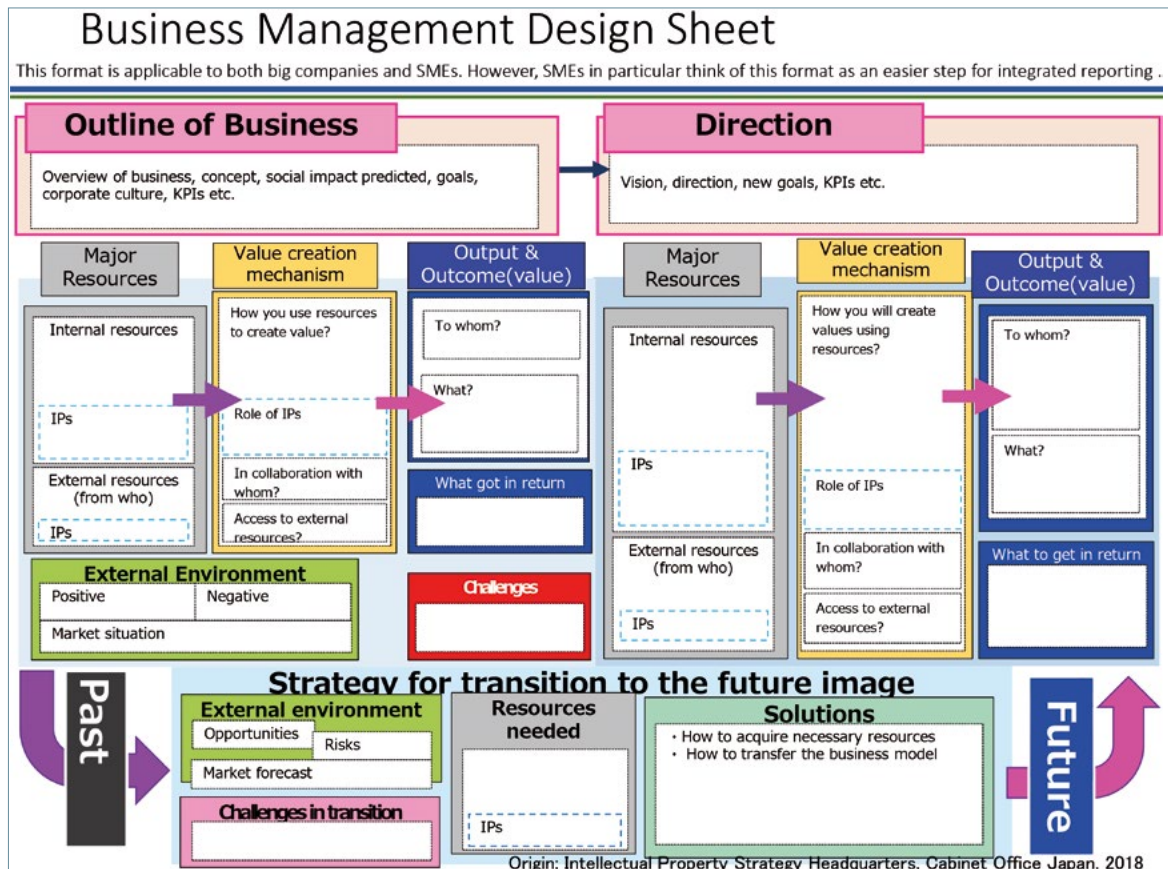 Business Management Design Sheet
This format is applicable to both big companies and SMEs. However, SMEs in particular think of this format as an easier step for integrated reporting ..
Outline of Business
Overview of business, concept, social impact predicted, goals,
corporate culture, KPIs etc.
Direction
Vision, direction, new goals, KPIs etc.
Major
Resources
Internal resources
IPs
External resources
(from who)
IPs
Value creation
mechanism
How you use resources
to create value?
Role of IPs
In collaboration with
whom?
Access to external
resources?
Output &
Outcome(value)
To whom?
What?
What got in return
External Environment
Positive
Negative
Market situation
Challenges
Major
Resources
Internal resources
IPs
External resources
(from who)
IPs
Value creation
mechanism
How you will create
values using
resources?
Role of IPs
In collaboration with
whom?
Access to external
resources?
Output &
Outcome(value)
To whom?
What?
What to get in return
Past
Strategy for transition to the future image
External environment
Opportunities
Risks
Market forecast
Challenges in transition
Resources
needed
IPs
Solutions
• How to acquire necessary resources
• How to transfer the business model
Future
Origin: Intellectual Property Strategy Headquarters, Cabinet Office Japan, 2018